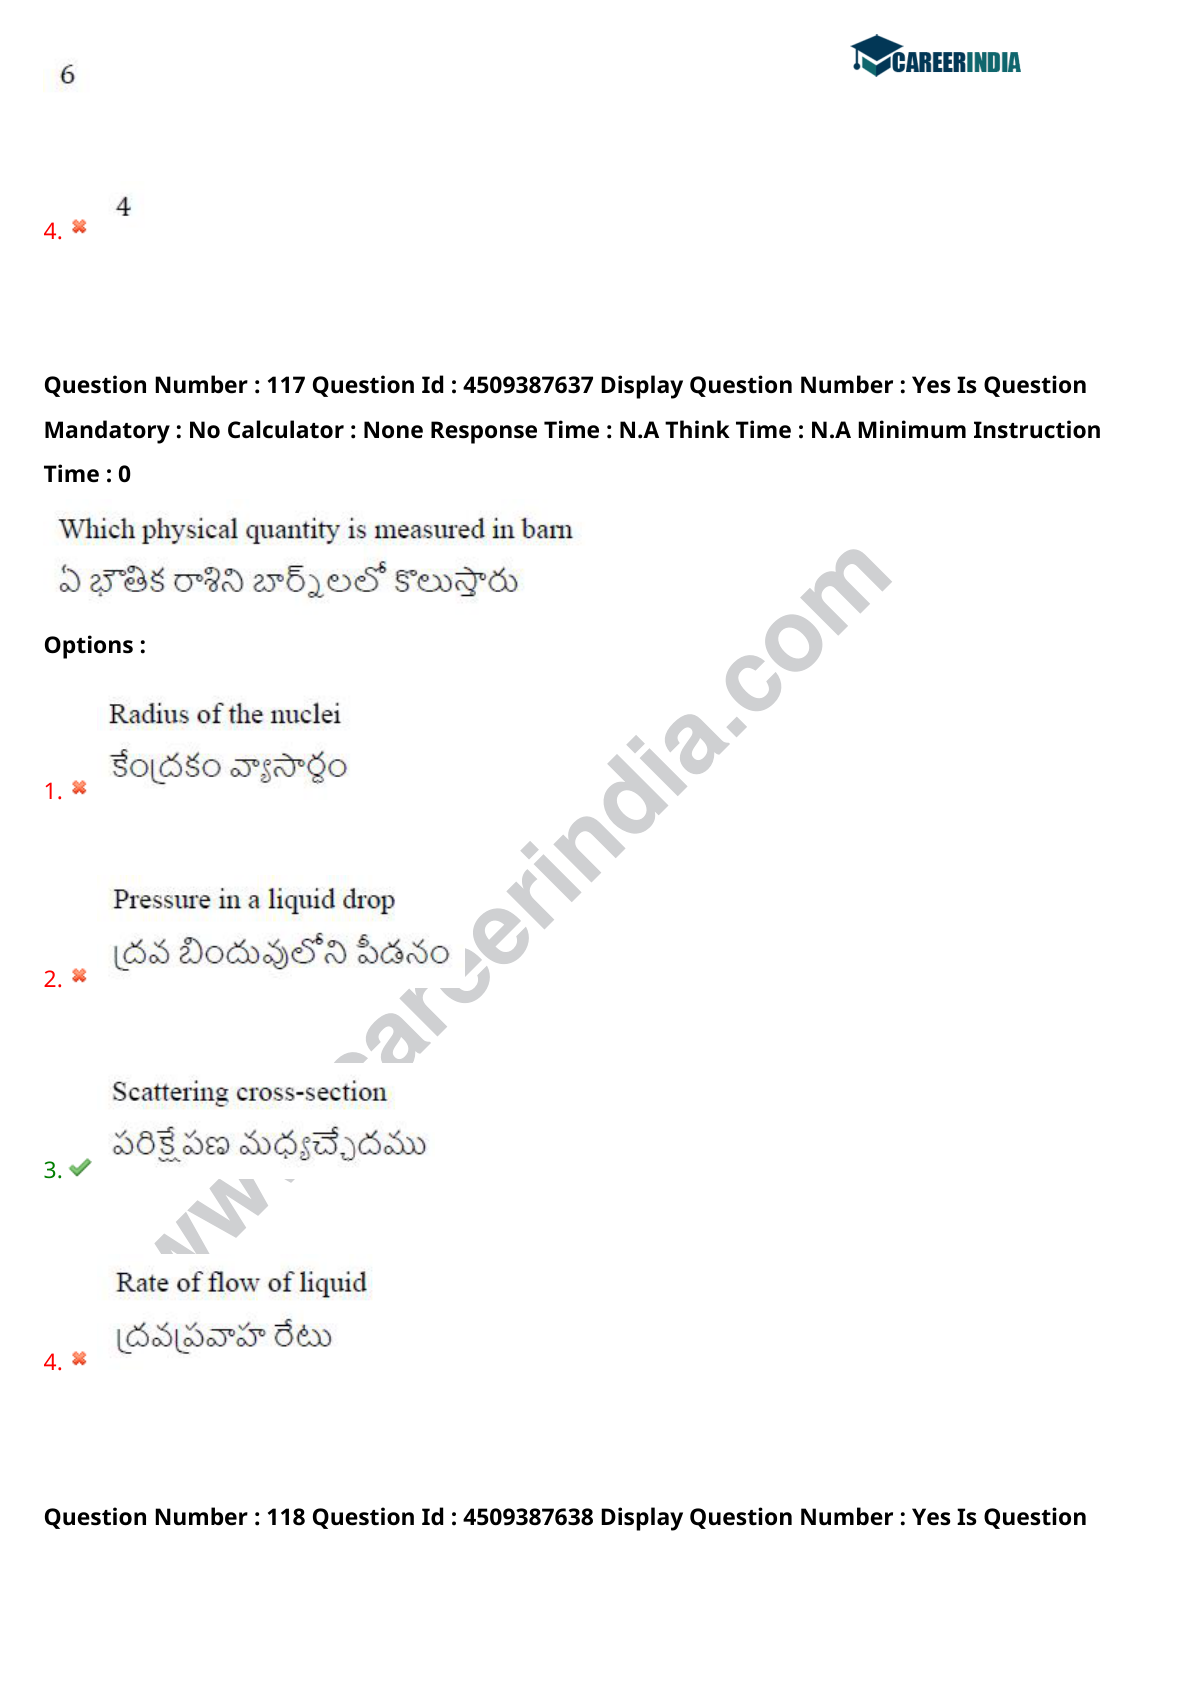 CAREERINDIA
6
4
4.
Question Number : 117 Question Id : 4509387637 Display Question Number : Yes Is Question
Mandatory : No Calculator : None Response Time : N.A Think Time : N.A Minimum Instruction
Time : 0
Which physical quantity is measured in barn
ఏ భౌతిక రాశిని బార్న్‌లలో కొలుస్తారు
Options :
Radius of the nuclei
కేంద్రకం వ్యాసార్ధం
1.
Pressure in a liquid drop
ద్రవ బిందువులోని పీడనం
2.
Scattering cross-section
పరిక్షేపణ మధ్యచ్ఛేదము
3.
Rate of flow of liquid
ద్రవప్రవాహ రేటు
4.
Question Number : 118 Question Id : 4509387638 Display Question Number : Yes Is Question